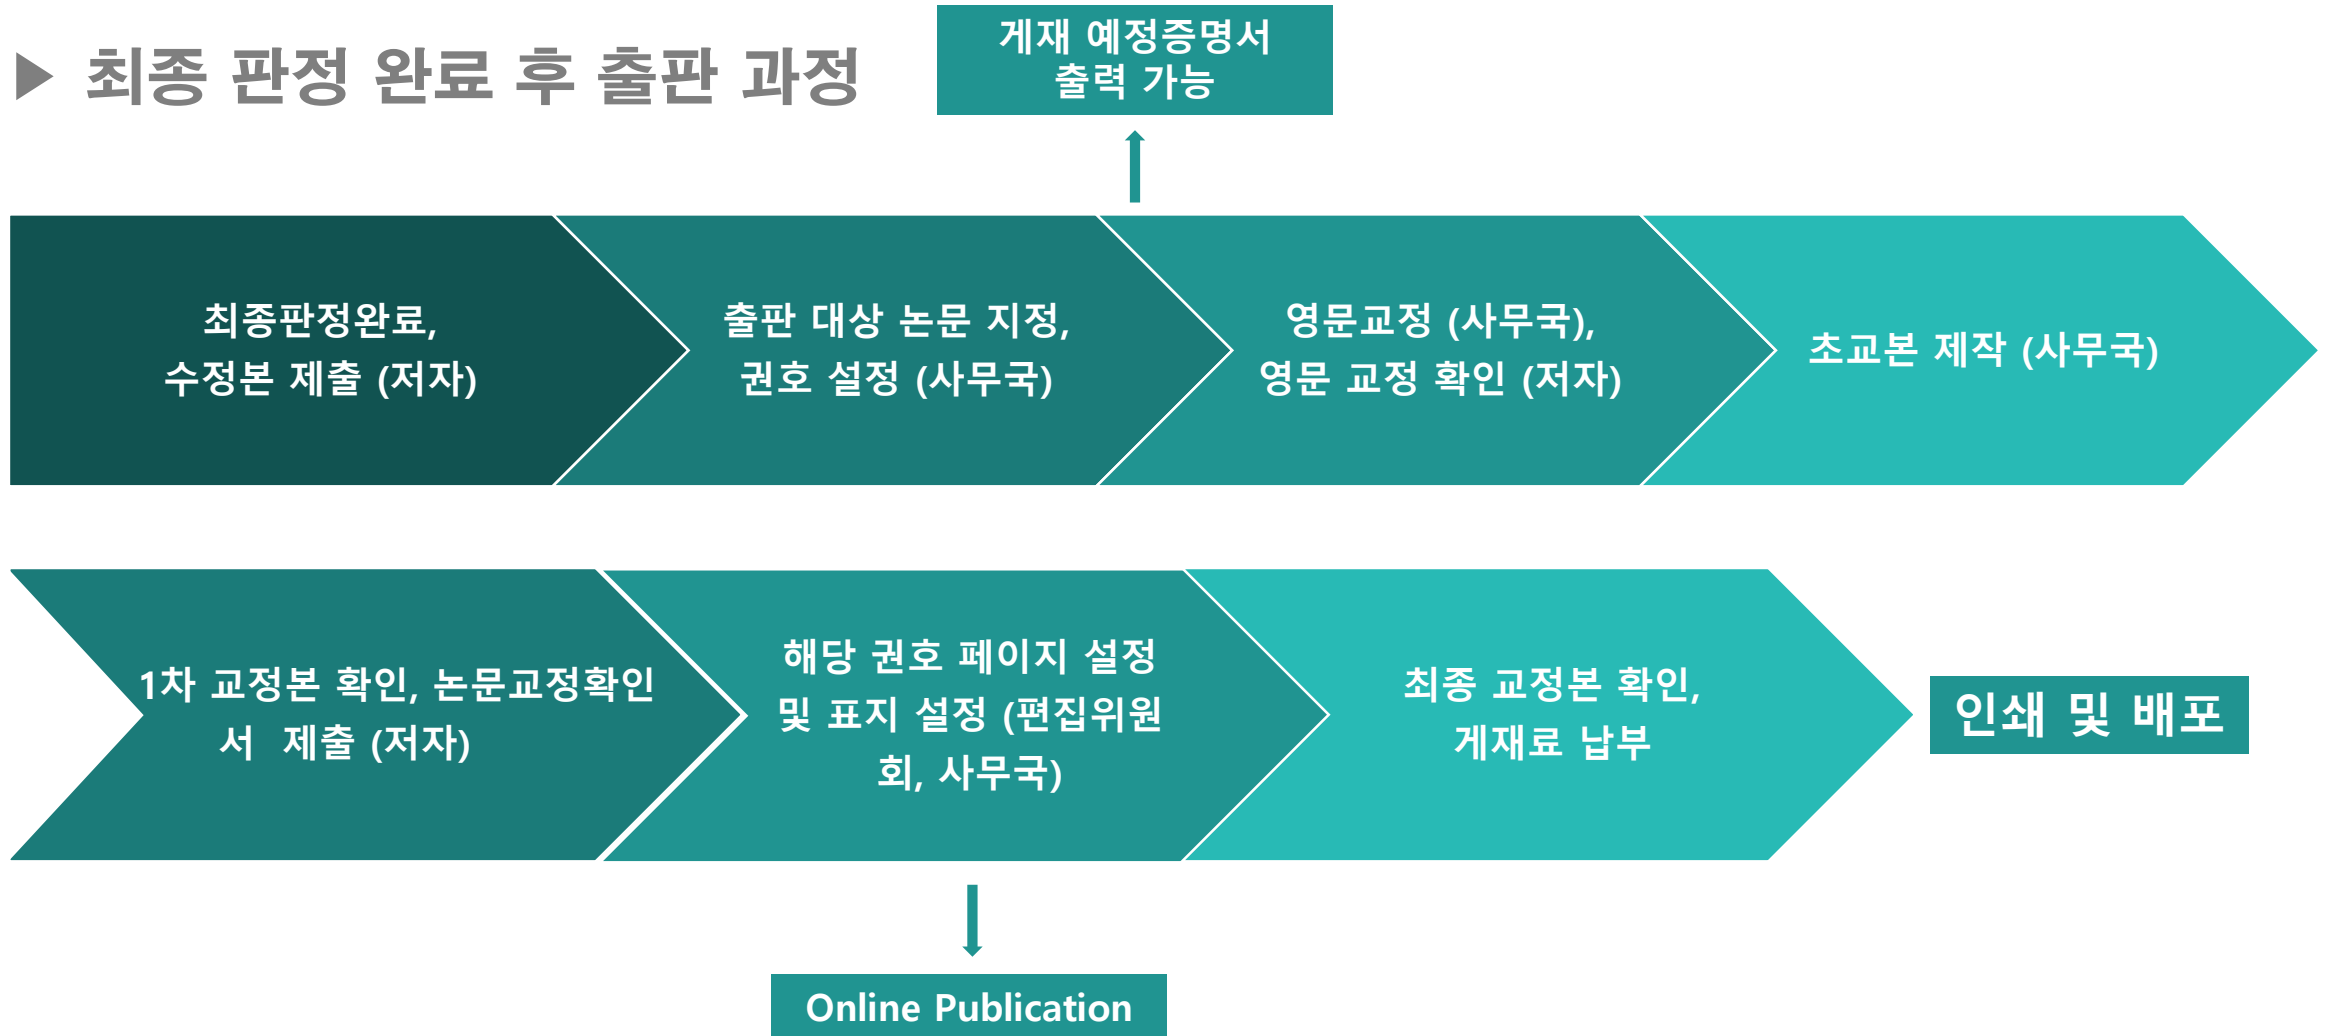 ▶ 최종 판정 완료 후 출판 과정
게재 예정증명서
출력 가능
최종판정완료,
수정본 제출 (저자)
출판 대상 논문 지정,
권호 설정 (사무국)
영문교정 (사무국),
영문 교정 확인 (저자)
초교본 제작 (사무국)
1차 교정본 확인, 논문교정확인
서 제출 (저자)
해당 권호 페이지 설정
및 표지 설정 (편집위원
회, 사무국)
최종 교정본 확인,
게재료 납부
인쇄 및 배포
Online Publication